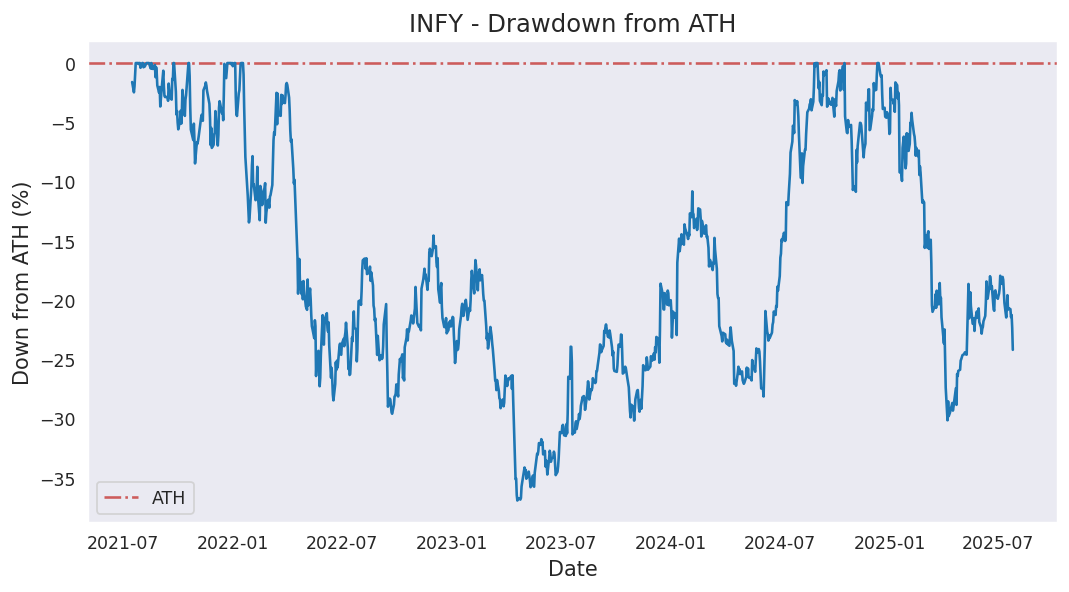 INFY - Drawdown from ATH
Down from ATH (%)
0
−5
−10
−15
−20
−25
−30
−35
ATH
2021-07 2022-01 2022-07 2023-01 2023-07 2024-01 2024-07 2025-01 2025-07
Date